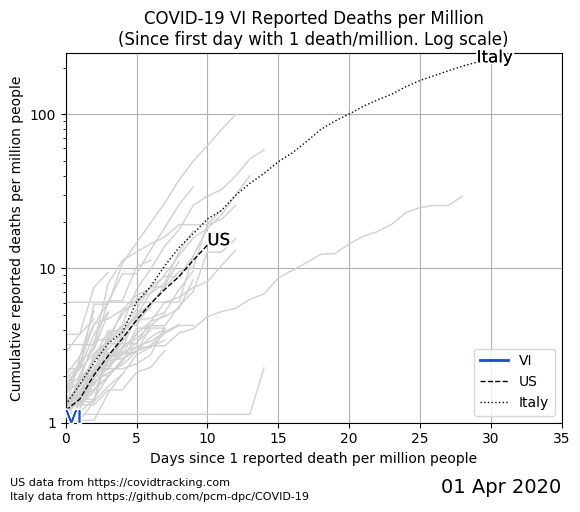 COVID-19 VI Reported Deaths per Million
(Since first day with 1 death/million. Log scale)
Cumulative reported deaths per million people
100
10
1
Italy
US
VI
VI
US
Italy
0 5 10 15 20 25 30 35
Days since 1 reported death per million people
US data from https://covidtracking.com
Italy data from https://github.com/pcm-dpc/COVID-19
01 Apr 2020